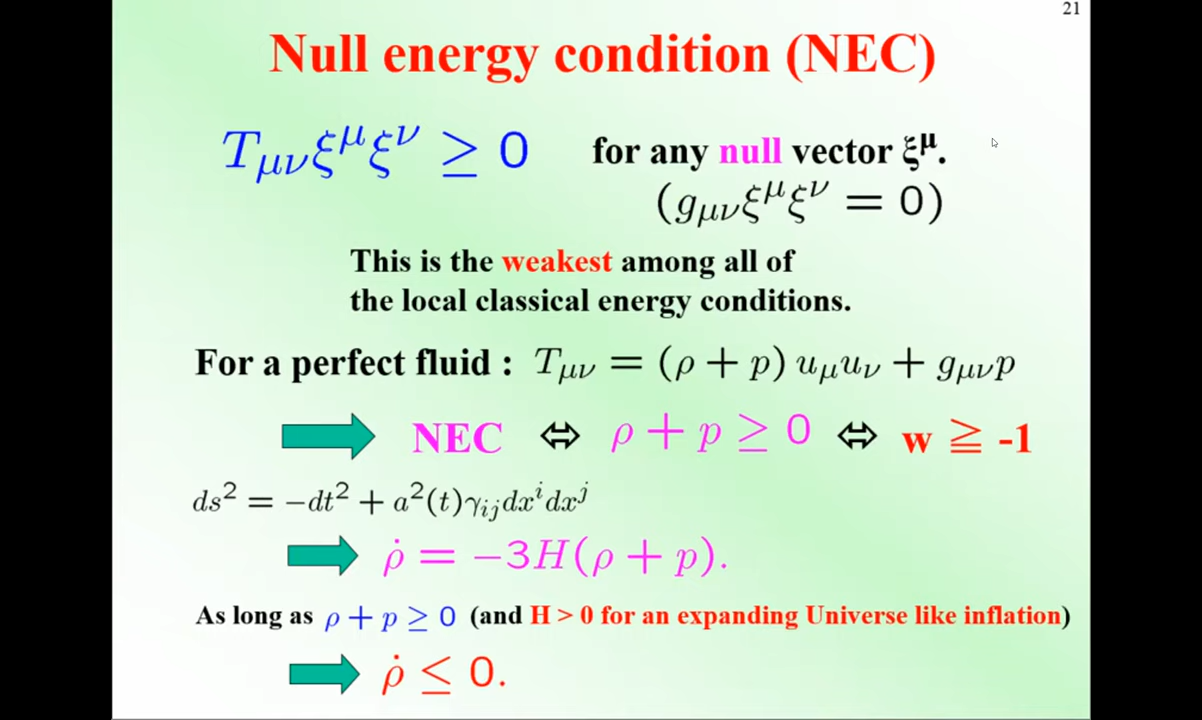 21
Null energy condition (NEC)
T_{μν}ξ^μξ^ν ≥ 0 for any null vector ξ^μ.
(g_{μν}ξ^μξ^ν = 0)
This is the weakest among all of
the local classical energy conditions.
For a perfect fluid : T_{μν} = (ρ + p) u_μu_ν + g_{μν}p
NEC ⇔ ρ + p ≥ 0 ⇔ w ≧ -1
ds² = −dt² + a²(t)γ_{ij}dx^idx^j
ρ̇ = −3H(ρ + p).
As long as ρ + p ≥ 0 (and H > 0 for an expanding Universe like inflation)
ρ̇ ≤ 0.